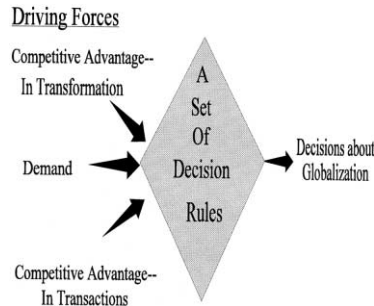 Driving Forces
Competitive Advantage--
In Transformation
Demand
Competitive Advantage--
In Transactions
A
Set
Of
Decision
Rules
Decisions about
Globalization